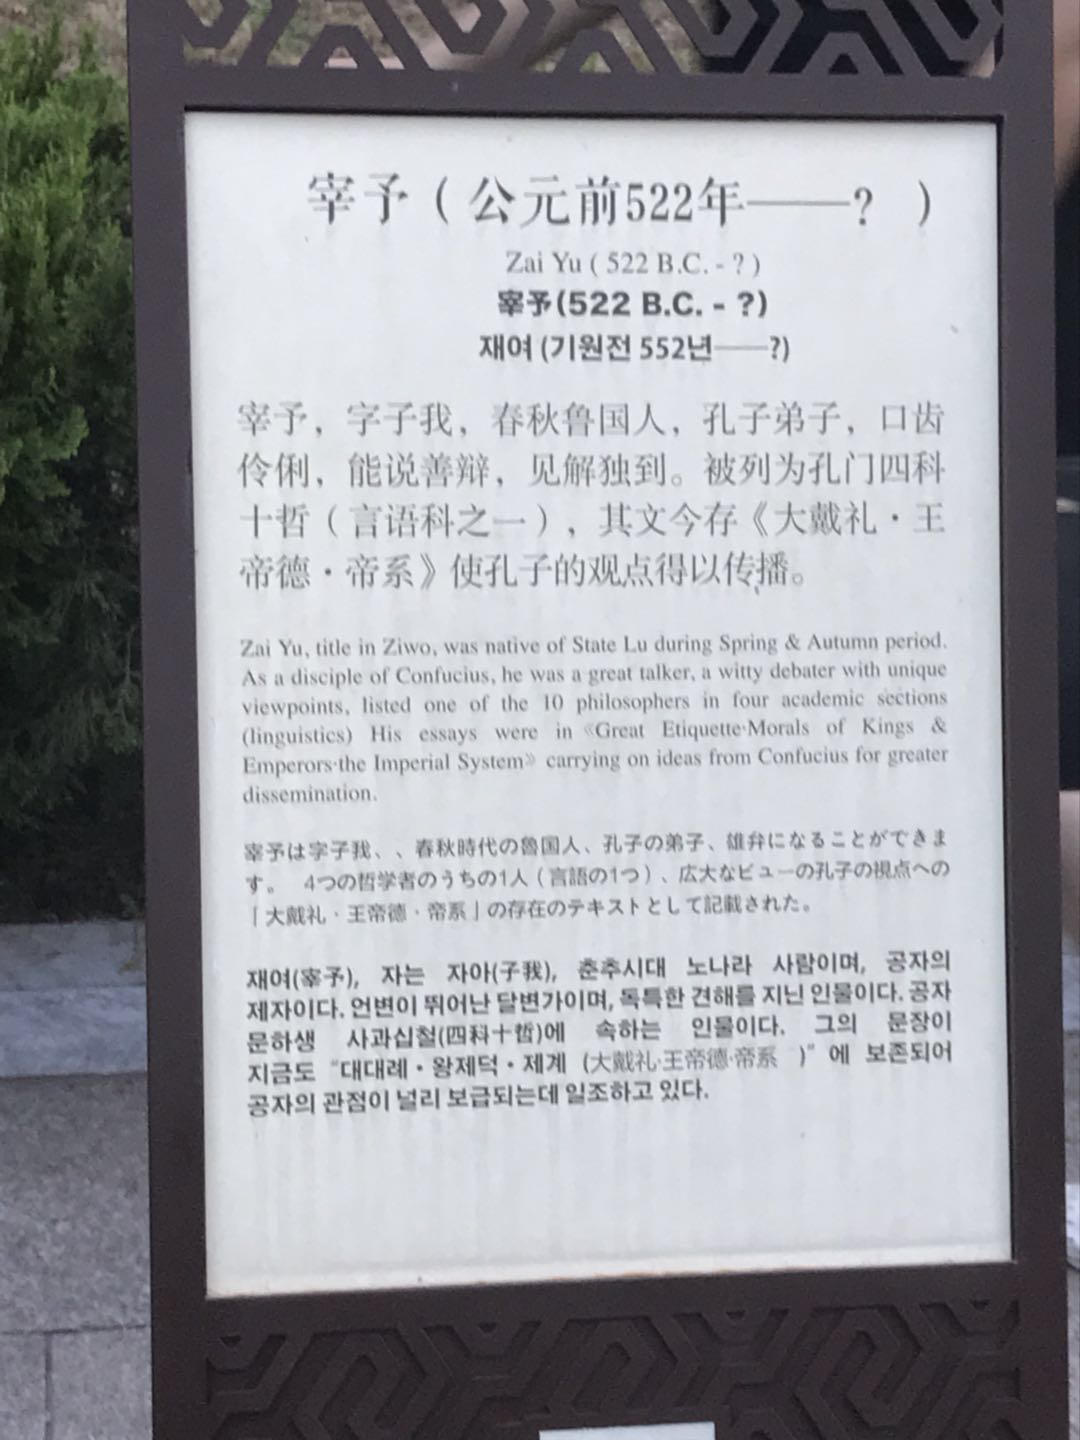 宰予（公元前522年——？）
Zai Yu ( 522 B.C. - ? )
宰予(522 B.C. - ?)
재여 (기원전 552년——?)
宰予，字子我，春秋鲁国人，孔子弟子，口齿
伶俐，能说善辩，见解独到。被列为孔门四科
十哲（言语科之一），其文今存《大戴礼·王
帝德·帝系》使孔子的观点得以传播。
Zai Yu, title in Ziwo, was native of State Lu during Spring & Autumn period.
As a disciple of Confucius, he was a great talker, a witty debater with unique
viewpoints, listed one of the 10 philosophers in four academic sections
(linguistics) His essays were in《Great Etiquette·Morals of Kings &
Emperors·the Imperial System》carrying on ideas from Confucius for greater
dissemination.
宰予は字子我、、春秋時代の魯国人、孔子の弟子、雄弁になることができま
す。 4つの哲学者のうちの1人（言語の1つ）、広大なビューの孔子の視点への
「大戴礼·王帝德·帝系」の存在のテキストとして記載された。
재여(宰予), 자는 자아(子我), 춘추시대 노나라 사람이며, 공자의
제자이다. 언변이 뛰어난 달변가이며, 독특한 견해를 지닌 인물이다. 공자
문하생 사과십철(四科十哲)에 속하는 인물이다. 그의 문장이
지금도 "대대례·왕제덕·제계 (大戴礼·王帝德·帝系 )"에 보존되어
공자의 관점이 널리 보급되는데 일조하고 있다.